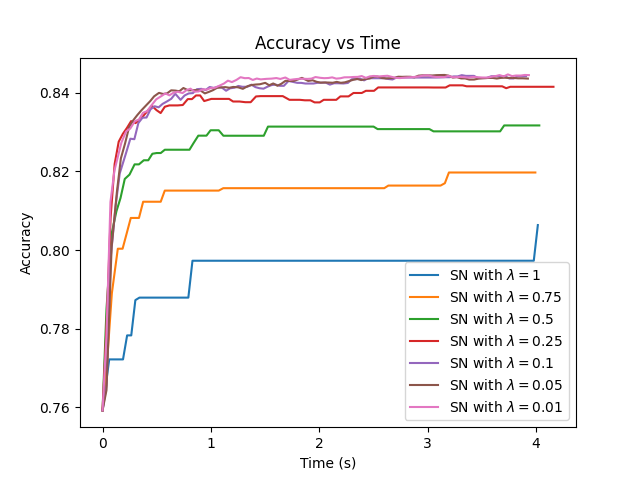 Accuracy vs Time
Accuracy
0.84
0.82
0.80
0.78
0.76
0
1
2
3
4
Time (s)
SN with λ = 1
SN with λ = 0.75
SN with λ = 0.5
SN with λ = 0.25
SN with λ = 0.1
SN with λ = 0.05
SN with λ = 0.01